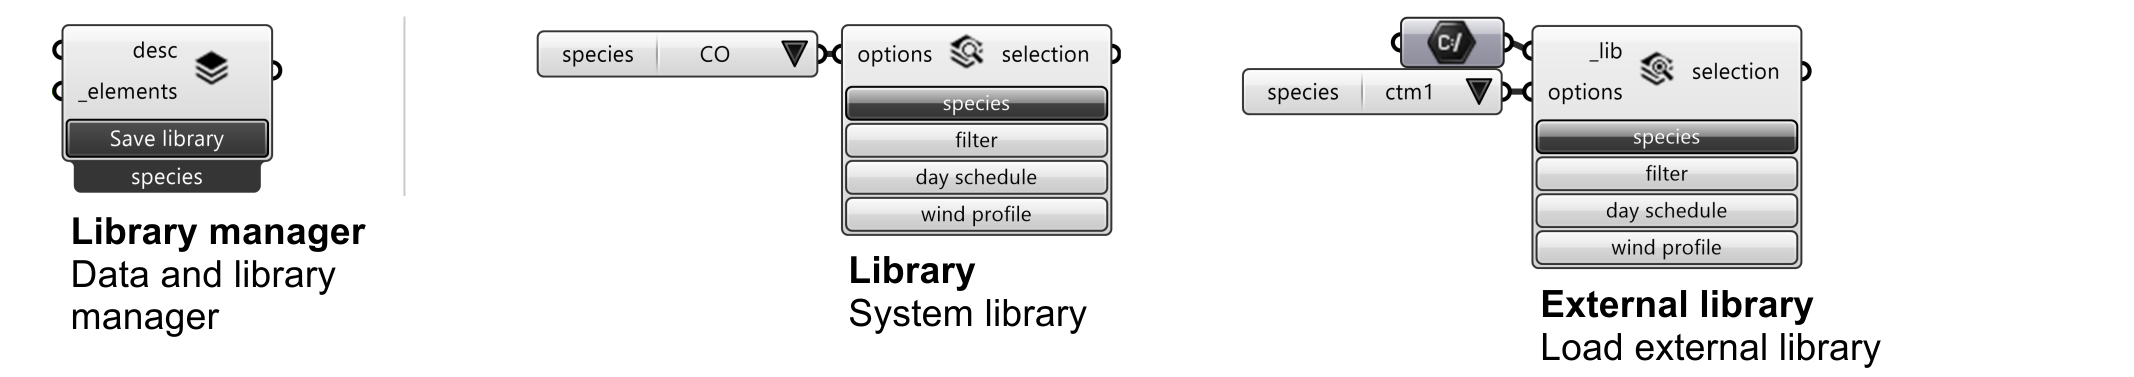 desc
_elements
Save library
species
Library manager
Data and library
manager
species CO
options selection
species
filter
day schedule
wind profile
Library
System library
C:/
species ctm1
_lib
options
selection
species
filter
day schedule
wind profile
External library
Load external library